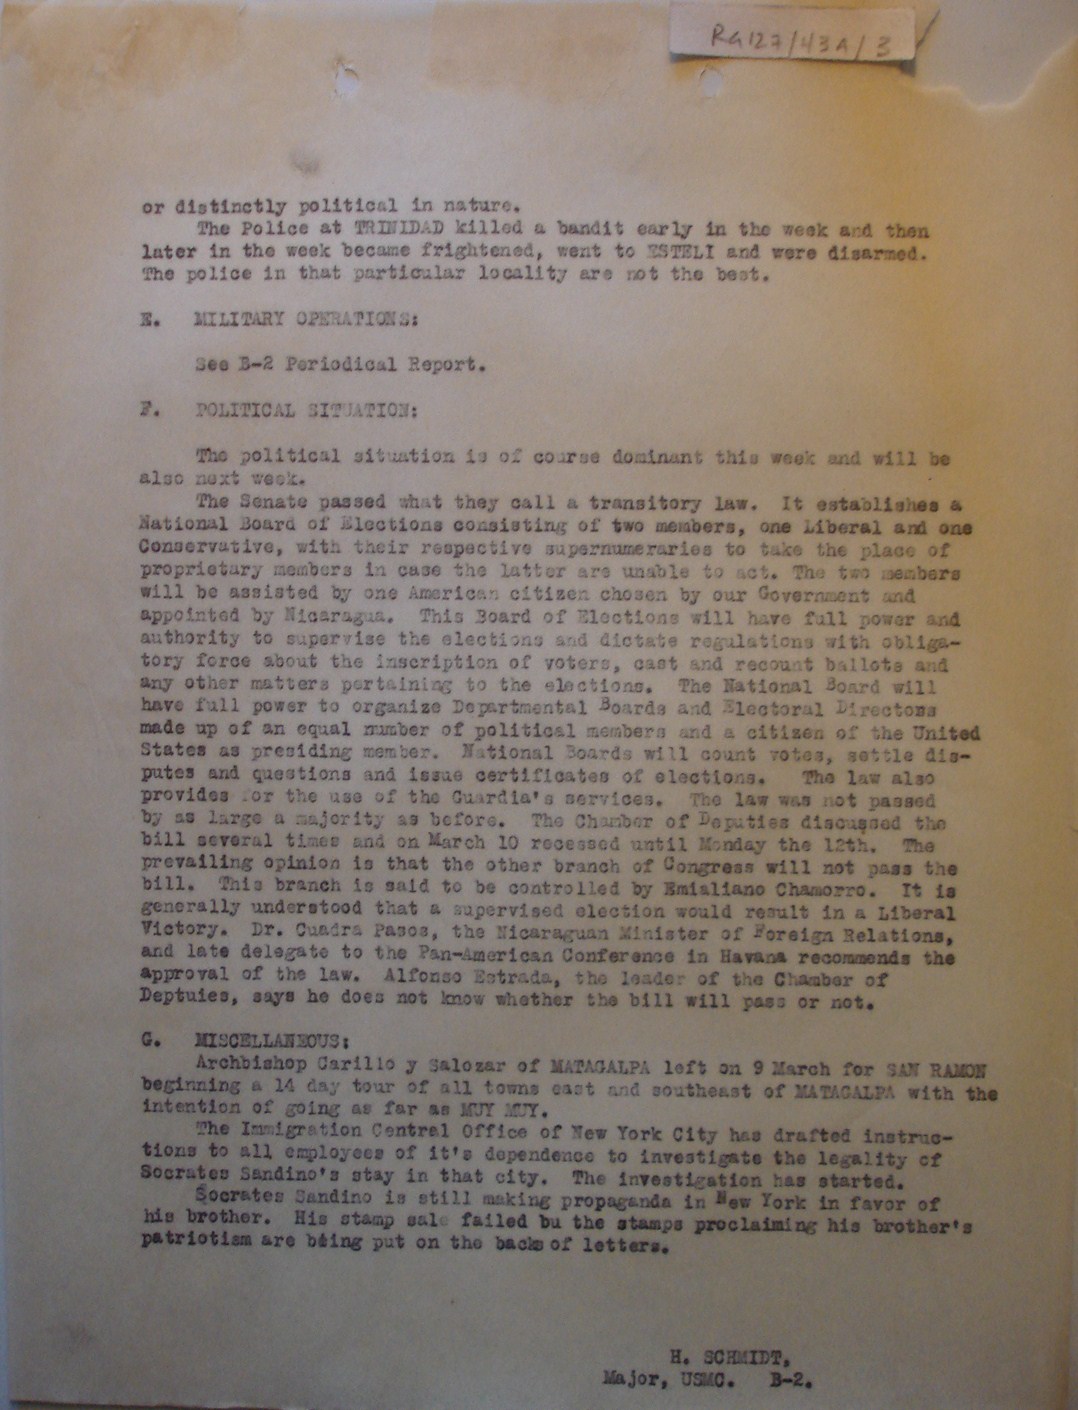 RG127/43A/3
or distinctly political in nature.
The Police at TRINIDAD killed a bandit early in the week and then
later in the week became frightened, went to ESTELI and were disarmed.
The police in that particular locality are not the best.
E. MILITARY OPERATIONS:
See B-2 Periodical Report.
F. POLITICAL SITUATION:
The political situation is of course dominant this week and will be
also next week.
The Senate passed what they call a transitory law. It establishes a
National Board of Elections consisting of two members, one Liberal and one
Conservative, with their respective supernumeraries to take the place of
proprietary members in case the latter are unable to act. The two members
will be assisted by one American citizen chosen by our Government and
appointed by Nicaragua. This Board of Elections will have full power and
authority to supervise the elections and dictate regulations with obliga-
tory force about the inscription of voters, cast and recount ballots and
any other matters pertaining to the elections. The National Board will
have full power to organize Departmental Boards and Electoral Directons
made up of an equal number of political members and a citizen of the United
States as presiding member. National Boards will count votes, settle dis-
putes and questions and issue certificates of elections. The law also
provides for the use of the Guardia's services. The law was not passed
by as large a majority as before. The Chamber of Deputies discussed the
bill several times and on March 10 recessed until Monday the 12th. The
prevailing opinion is that the other branch of Congress will not pass the
bill. This branch is said to be controlled by Emialiano Chamorro. It is
generally understood that a supervised election would result in a Liberal
Victory. Dr. Cuadra Pasos, the Nicaraguan Minister of Foreign Relations,
and late delegate to the Pan-American Conference in Havana recommends the
approval of the law. Alfonso Estrada, the leader of the Chamber of
Deptuies, says he does not know whether the bill will pass or not.
G. MISCELLANEOUS:
Archbishop Carillo y Salozar of MATAGALPA left on 9 March for SAN RAMON
beginning a 14 day tour of all towns east and southeast of MATAGALPA with the
intention of going as far as MUY MUY.
The Immigration Central Office of New York City has drafted instruc-
tions to all employees of it's dependence to investigate the legality of
Socrates Sandino's stay in that city. The investigation has started.
Socrates Sandino is still making propaganda in New York in favor of
his brother. His stamp sale failed bu the stamps proclaiming his brother's
patriotism are being put on the backs of letters.
H. SCHMIDT,
Major, USMC. B-2.